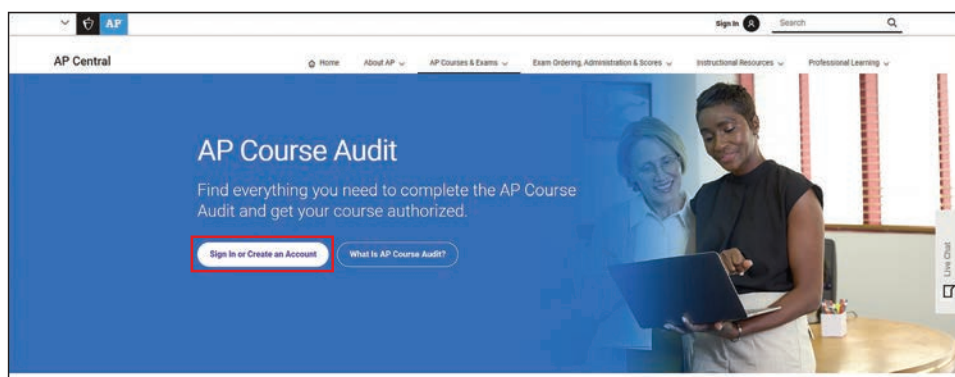 AP
Sign In
Search
AP Central
Home
About AP
AP Courses & Exams
Exam Ordering, Administration & Scores
Instructional Resources
Professional Learning
AP Course Audit
Find everything you need to complete the AP Course
Audit and get your course authorized.
Sign In or Create an Account
What Is AP Course Audit?
Live Chat